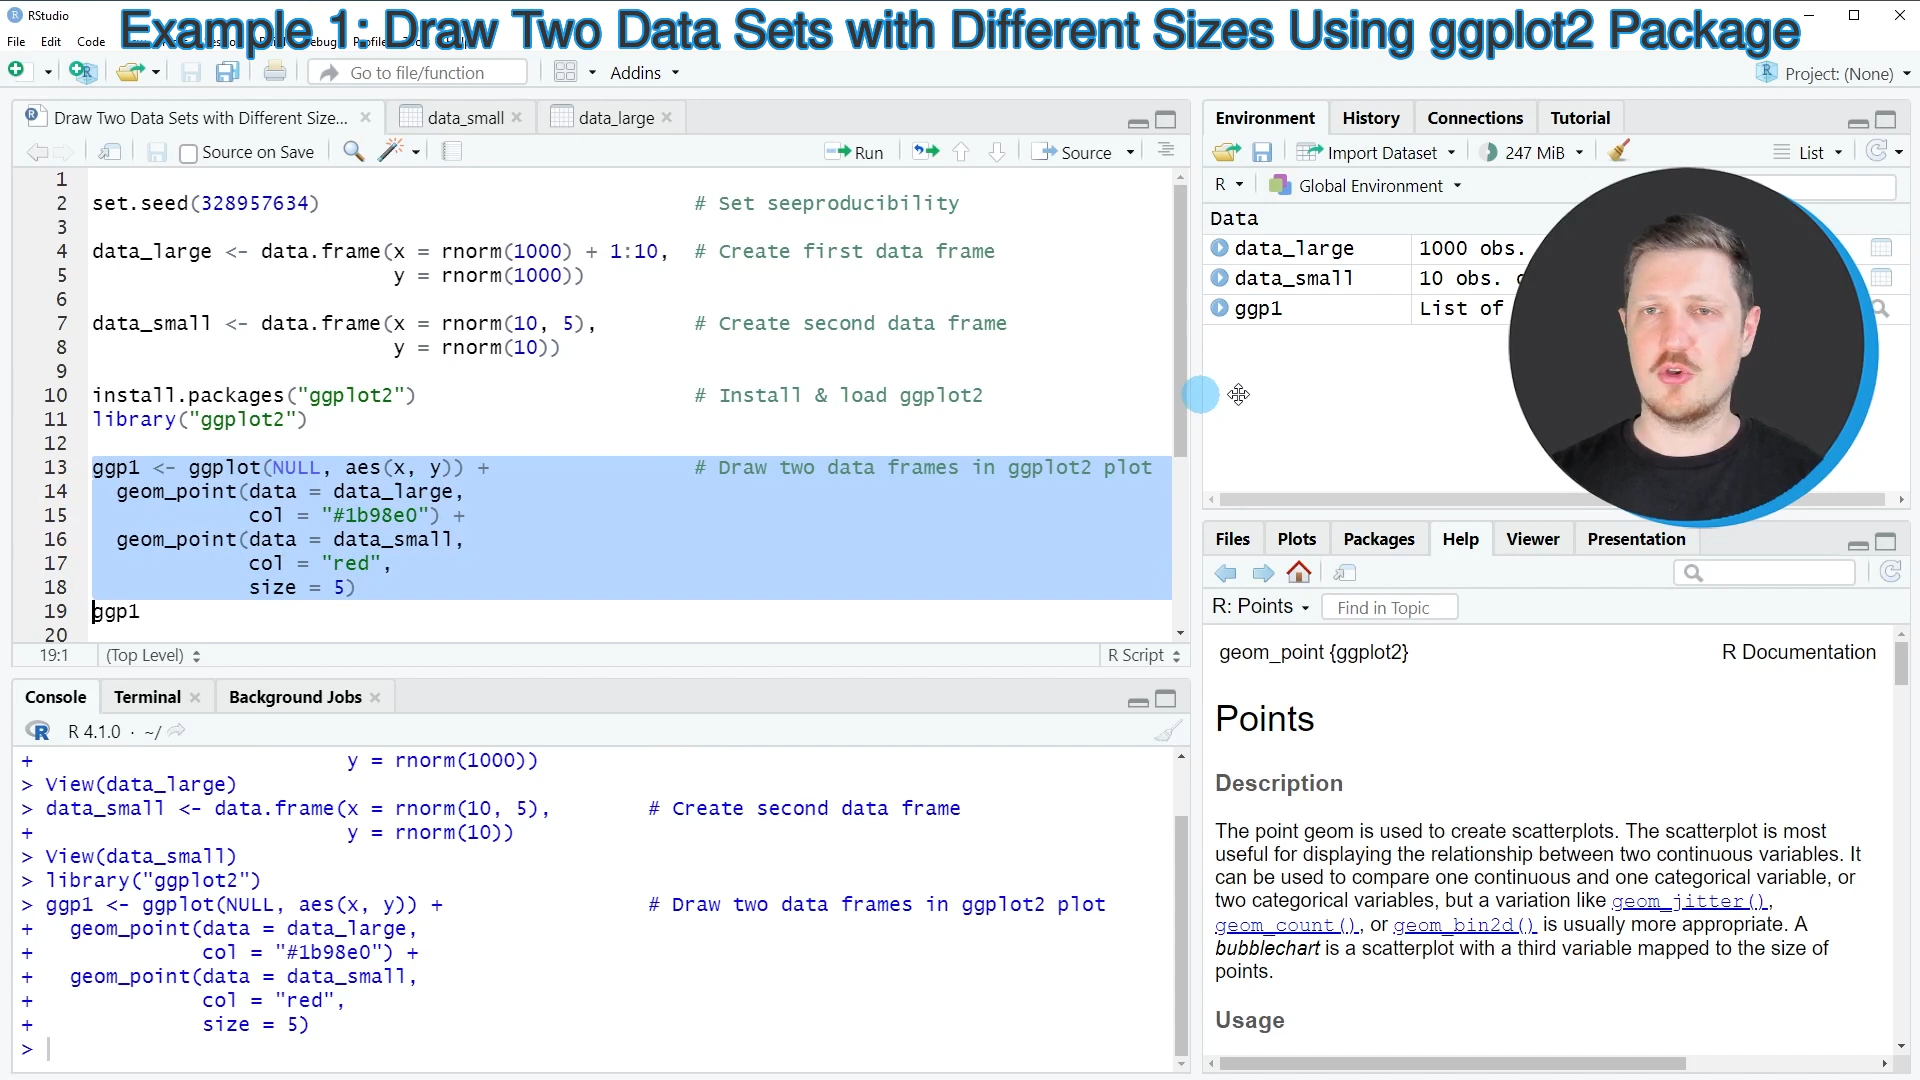 RStudio
Example 1: Draw Two Data Sets with Different Sizes Using ggplot2 Package
File Edit Code
Go to file/function
Addins
Project: (None)
Draw Two Data Sets with Different Size...
data_small
data_large
Source on Save
Run
Source
1
2 set.seed(328957634) # Set seeproducibility
3
4 data_large <- data.frame(x = rnorm(1000) + 1:10, # Create first data frame
5 y = rnorm(1000))
6
7 data_small <- data.frame(x = rnorm(10, 5), # Create second data frame
8 y = rnorm(10))
9
10 install.packages("ggplot2") # Install & load ggplot2
11 library("ggplot2")
12
13 ggp1 <- ggplot(NULL, aes(x, y)) + # Draw two data frames in ggplot2 plot
14 geom_point(data = data_large,
15 col = "#1b98e0") +
16 geom_point(data = data_small,
17 col = "red",
18 size = 5)
19 ggp1
20
19:1 (Top Level) R Script
Console Terminal Background Jobs
R 4.1.0 · ~/
+ y = rnorm(1000))
> View(data_large)
> data_small <- data.frame(x = rnorm(10, 5), # Create second data frame
+ y = rnorm(10))
> View(data_small)
> library("ggplot2")
> ggp1 <- ggplot(NULL, aes(x, y)) + # Draw two data frames in ggplot2 plot
+ geom_point(data = data_large,
+ col = "#1b98e0") +
+ geom_point(data = data_small,
+ col = "red",
+ size = 5)
>
Environment History Connections Tutorial
Import Dataset 247 MiB List
R Global Environment
Data
data_large 1000 obs.
data_small 10 obs.
ggp1 List of
Files Plots Packages Help Viewer Presentation
R: Points Find in Topic
geom_point {ggplot2} R Documentation
Points
Description
The point geom is used to create scatterplots. The scatterplot is most
useful for displaying the relationship between two continuous variables. It
can be used to compare one continuous and one categorical variable, or
two categorical variables, but a variation like geom_jitter(),
geom_count(), or geom_bin2d() is usually more appropriate. A
bubblechart is a scatterplot with a third variable mapped to the size of
points.
Usage